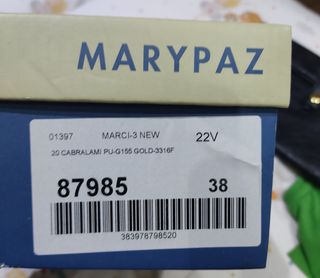 MARYPAZ
01397 MARCI-3 NEW 22V
20 CABRALAMI PU-G155 GOLD-3316F
87985 38
383978798520